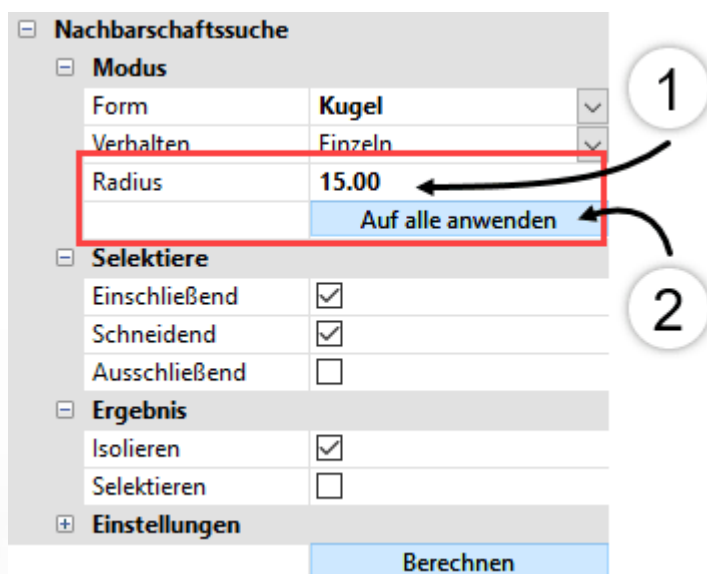 Nachbarschaftssuche
Modus
Form Kugel
1
Verhalten Einzeln
Radius 15.00
Auf alle anwenden
Selektiere
Einschließend
2
Schneidend
Ausschließend
Ergebnis
Isolieren
Selektieren
Einstellungen
Berechnen